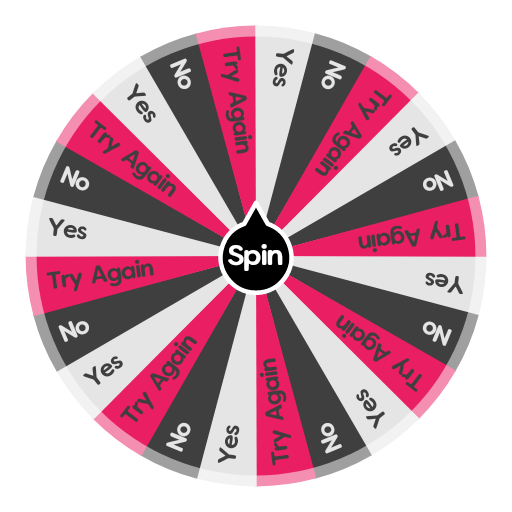 Yes
No
Try Again
Yes
No
Try Again
Yes
No
Try Again
Yes
No
Try Again
Yes
No
Try Again
Yes
No
Try Again
Yes
No
Try Again
Yes
No
Try Again
Spin